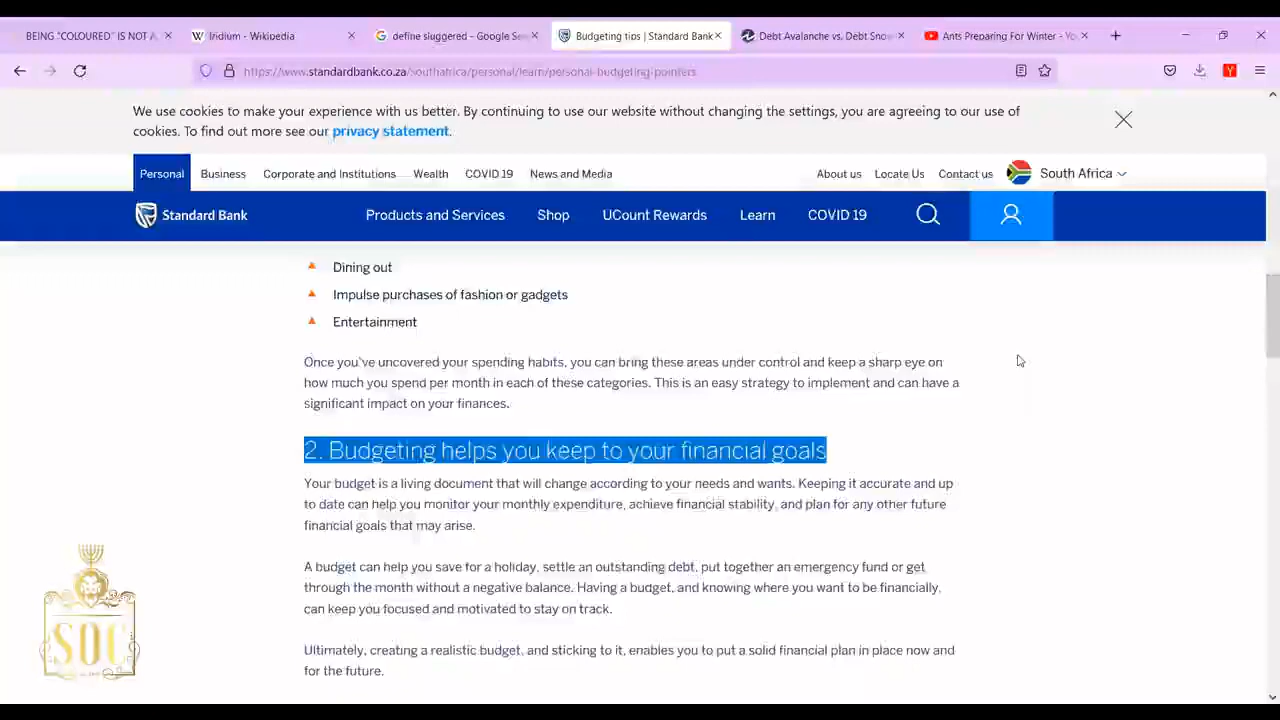 BEING "COLOURED" IS NOT A
Iridium - Wikipedia
define sluggered - Google Se
Budgeting tips | Standard Bank
Debt Avalanche vs. Debt Snow
Ants Preparing For Winter - Yo
https://www.standardbank.co.za/southafrica/personal/learn/personal-budgeting-pointers
We use cookies to make your experience with us better. By continuing to use our website without changing the settings, you are agreeing to our use of
cookies. To find out more see our privacy statement.
Personal Business Corporate and Institutions Wealth COVID 19 News and Media About us Locate Us Contact us South Africa
Standard Bank Products and Services Shop UCount Rewards Learn COVID 19
Dining out
Impulse purchases of fashion or gadgets
Entertainment
Once you've uncovered your spending habits, you can bring these areas under control and keep a sharp eye on
how much you spend per month in each of these categories. This is an easy strategy to implement and can have a
significant impact on your finances.
2. Budgeting helps you keep to your financial goals
Your budget is a living document that will change according to your needs and wants. Keeping it accurate and up
to date can help you monitor your monthly expenditure, achieve financial stability, and plan for any other future
financial goals that may arise.
A budget can help you save for a holiday, settle an outstanding debt, put together an emergency fund or get
through the month without a negative balance. Having a budget, and knowing where you want to be financially,
can keep you focused and motivated to stay on track.
Ultimately, creating a realistic budget, and sticking to it, enables you to put a solid financial plan in place now and
for the future.
SOC